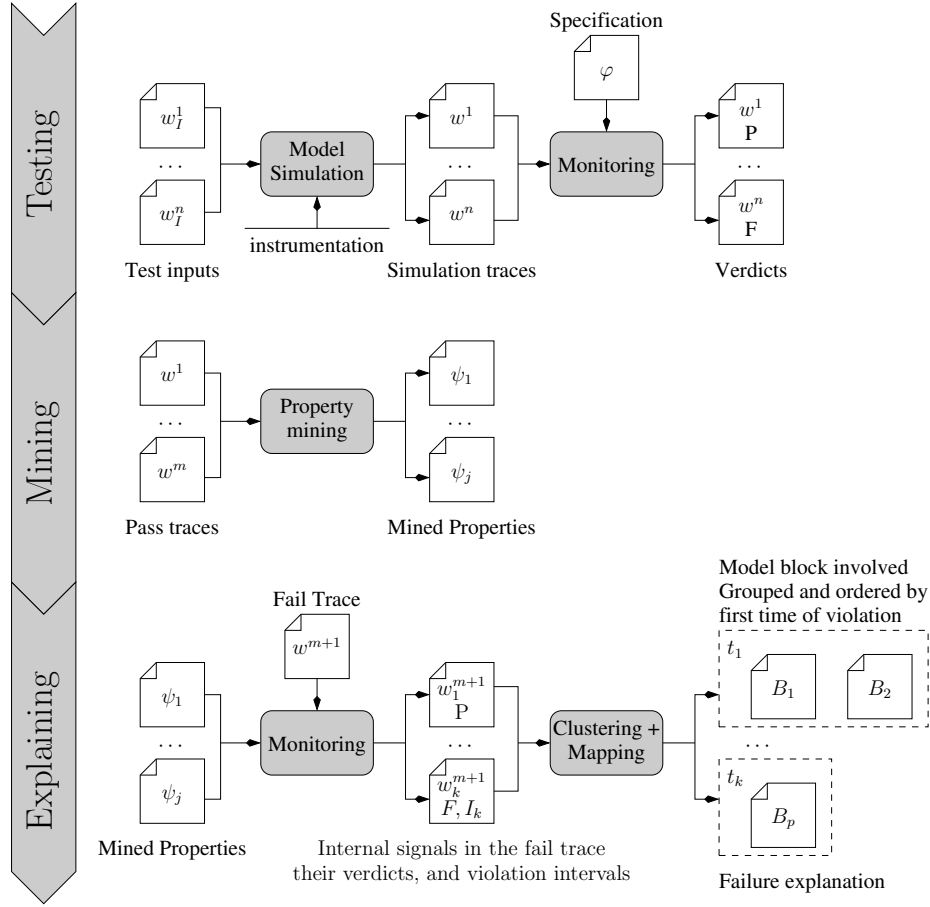 Testing
Specification
φ
w_I^1
...
w_I^n
Test inputs
Model
Simulation
instrumentation
w^1
...
w^n
Simulation traces
Monitoring
w^1
P
...
w^n
F
Verdicts
Mining
w^1
...
w^m
Pass traces
Property
mining
ψ_1
...
ψ_j
Mined Properties
Explaining
ψ_1
...
ψ_j
Mined Properties
Fail Trace
w^{m+1}
Monitoring
w_1^{m+1}
P
...
w_k^{m+1}
F, I_k
Internal signals in the fail trace
their verdicts, and violation intervals
Clustering +
Mapping
Model block involved
Grouped and ordered by
first time of violation
t_1
B_1 B_2
...
t_k
B_p
Failure explanation